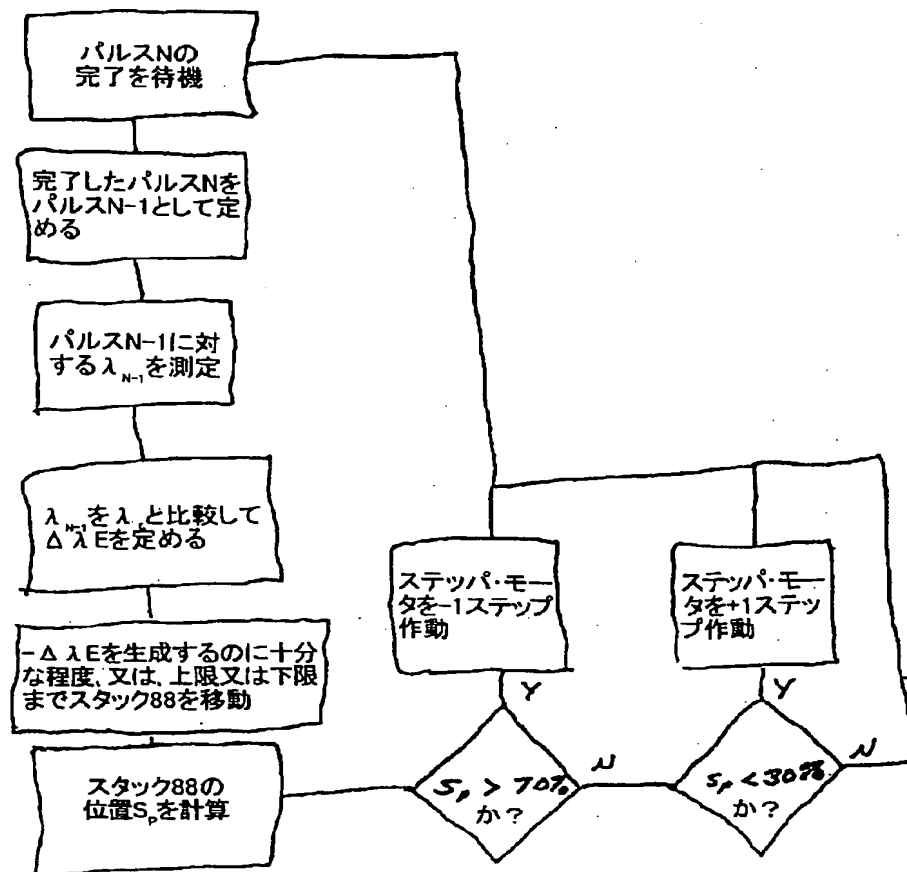 パルスNの
完了を待機
完了したパルスNを
パルスN-1として定
める
パルスN-1に対
するλN-1を測定
λN-1をλ と比較して
ΔλEを定める
-ΔλEを生成するのに十分
な程度、又は、上限又は下限
までスタック88を移動
スタック88の
位置SPを計算
ステッパ・モー
タを-1ステップ
作動
Y
SP > 70%
か?
N
ステッパ・モー
タを+1ステッ
プ作動
Y
SP < 30%
か?
N